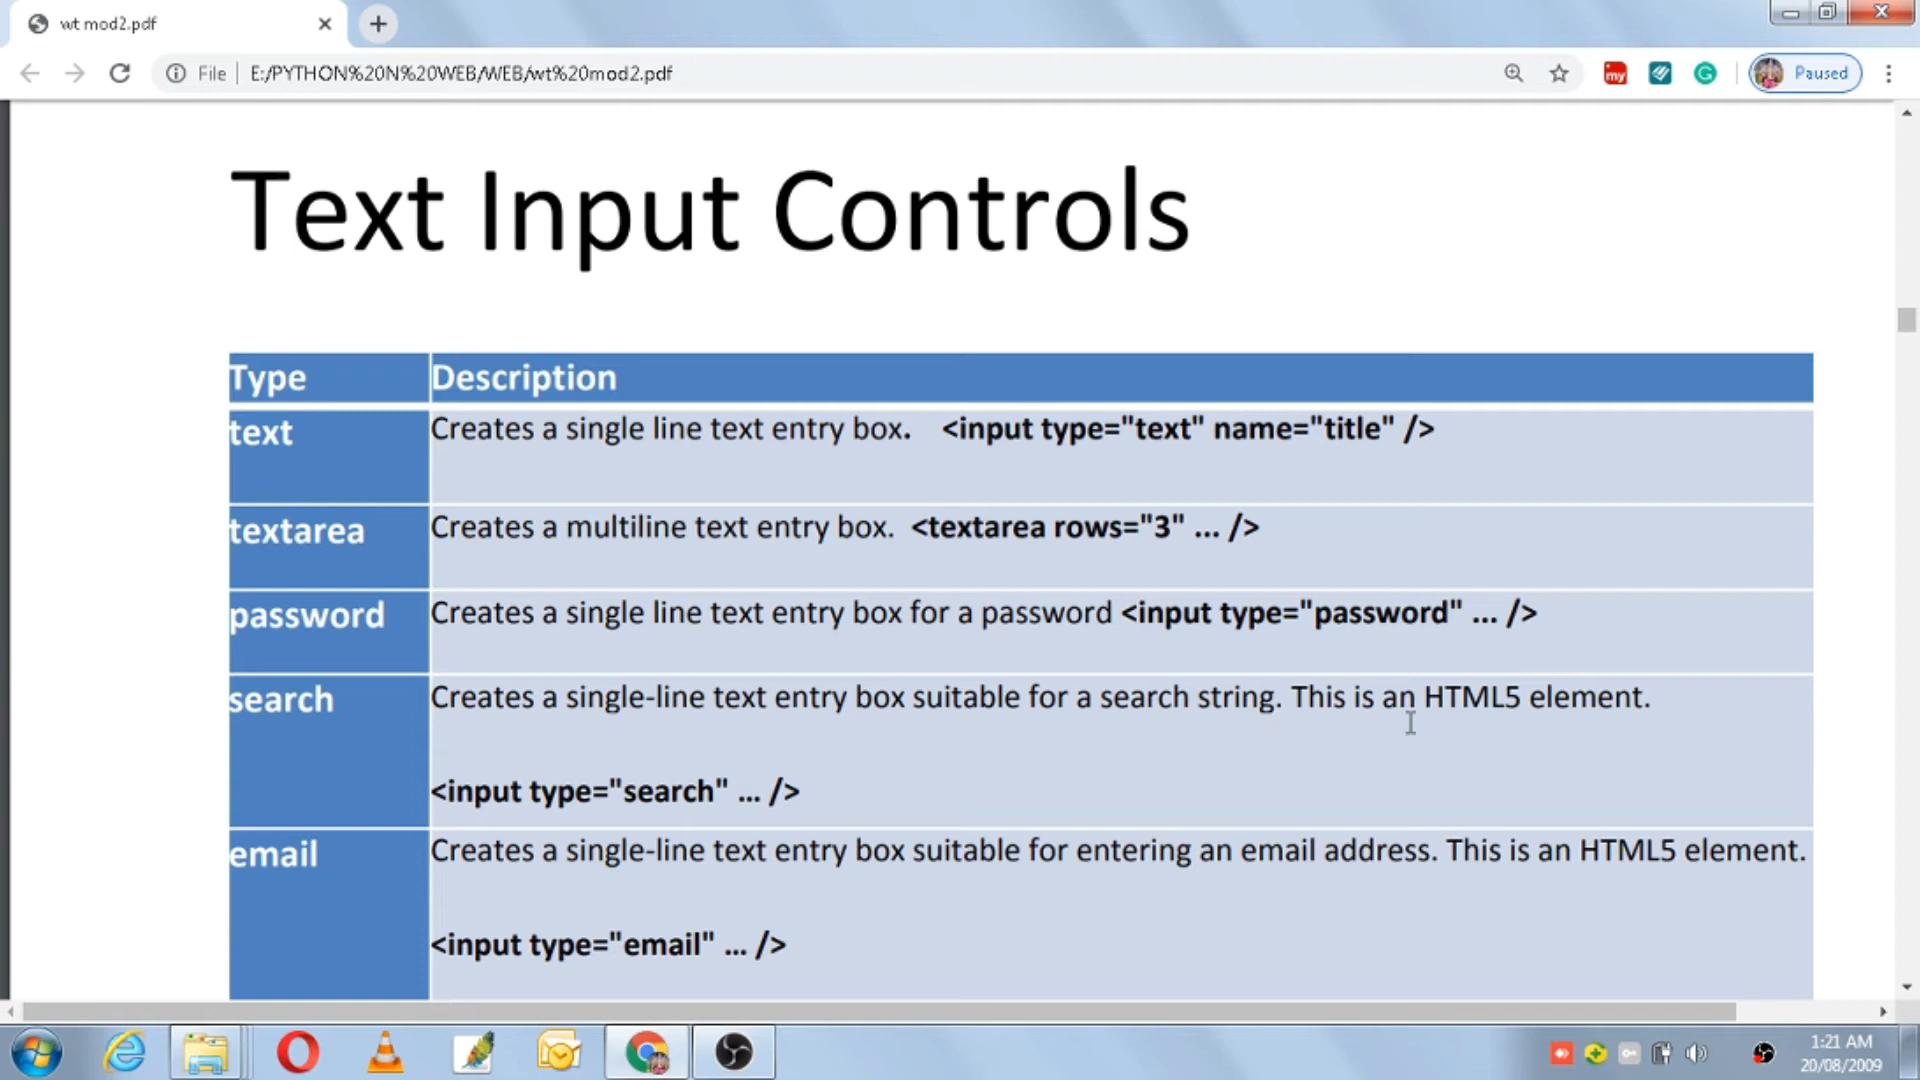 wt mod2.pdf
File
E:/PYTHON%20N%20WEB/WEB/wt%20mod2.pdf
my
G
Paused
Text Input Controls
Type Description
text Creates a single line text entry box. <input type="text" name="title" />
textarea Creates a multiline text entry box. <textarea rows="3" ... />
password Creates a single line text entry box for a password <input type="password" ... />
search Creates a single-line text entry box suitable for a search string. This is an HTML5 element.
<input type="search" ... />
email Creates a single-line text entry box suitable for entering an email address. This is an HTML5 element.
<input type="email" ... />
1:21 AM
20/08/2009